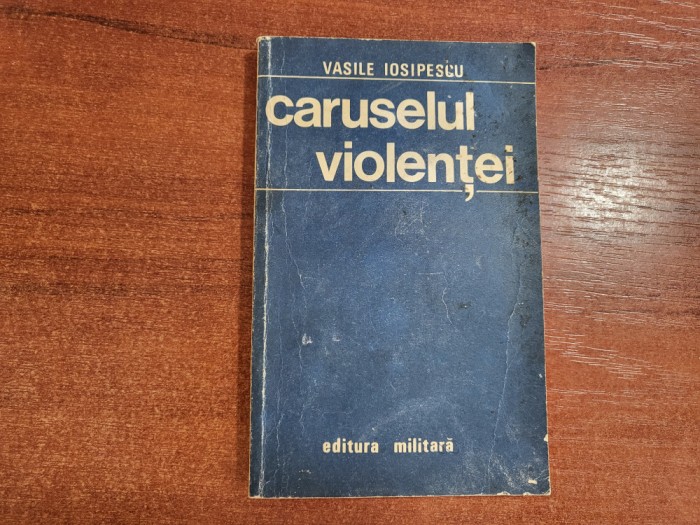 VASILE IOSIPESCU
caruselul
violenței
editura militară